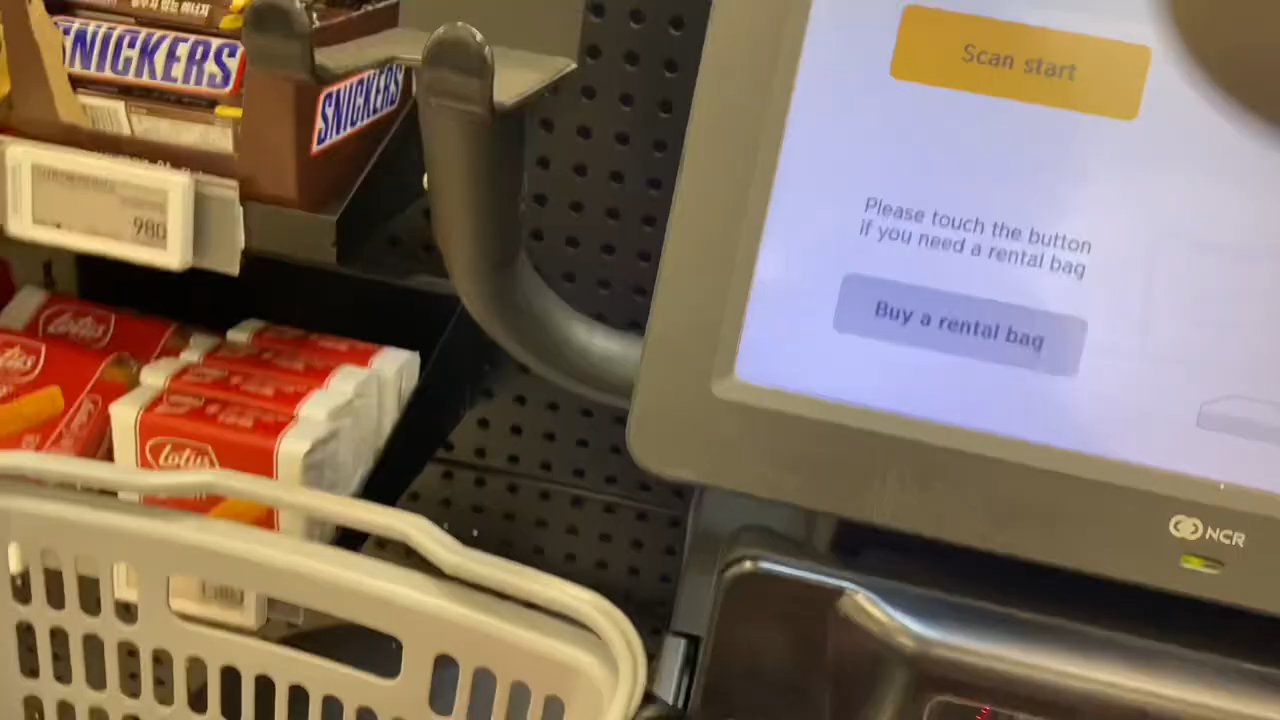 SNICKERS
SNICKERS
980
Lotus
Lotus
Scan start
Please touch the button
if you need a rental bag
Buy a rental bag
NCR